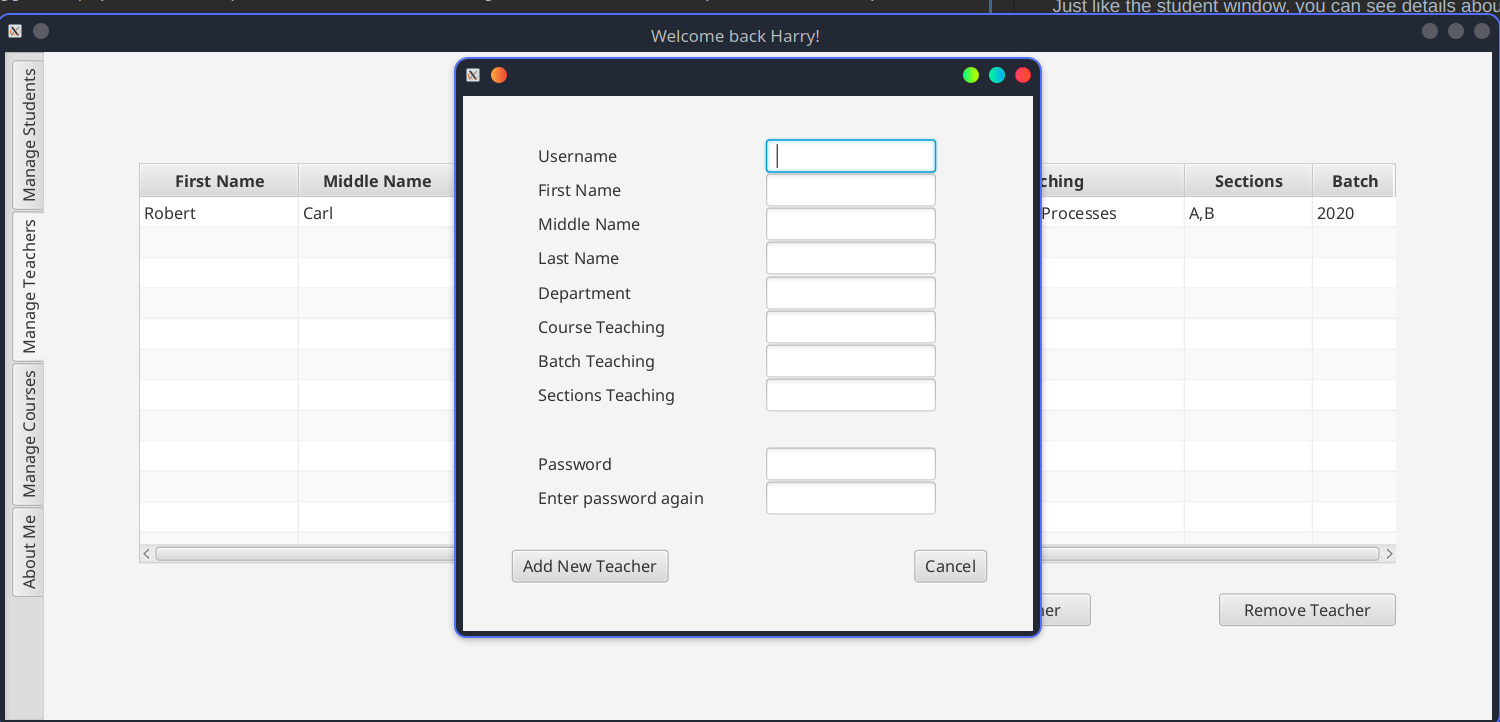 Just like the student window, you can see details abou
Welcome back Harry!
Manage Students
Manage Teachers
Manage Courses
About Me
First Name Middle Name ching Sections Batch
Robert Carl Processes A,B 2020
Username
First Name
Middle Name
Last Name
Department
Course Teaching
Batch Teaching
Sections Teaching
Password
Enter password again
Add New Teacher Cancel
her Remove Teacher